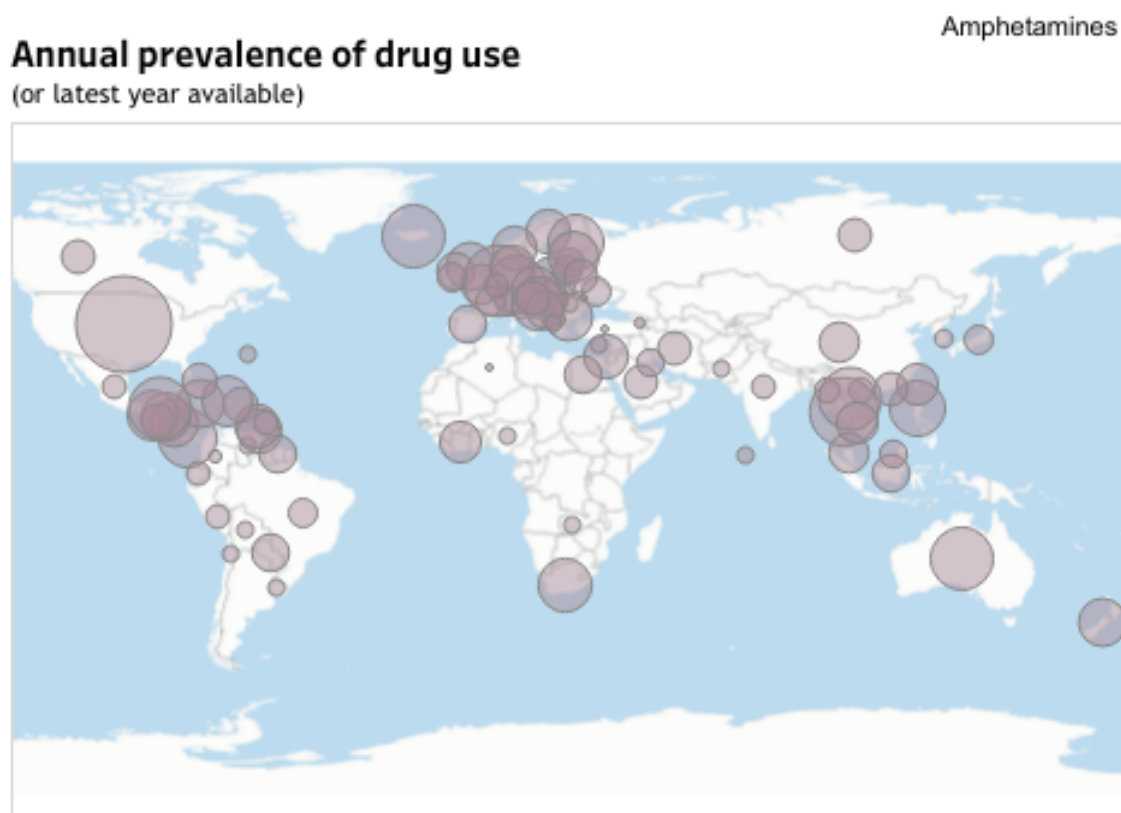 Amphetamines
Annual prevalence of drug use
(or latest year available)